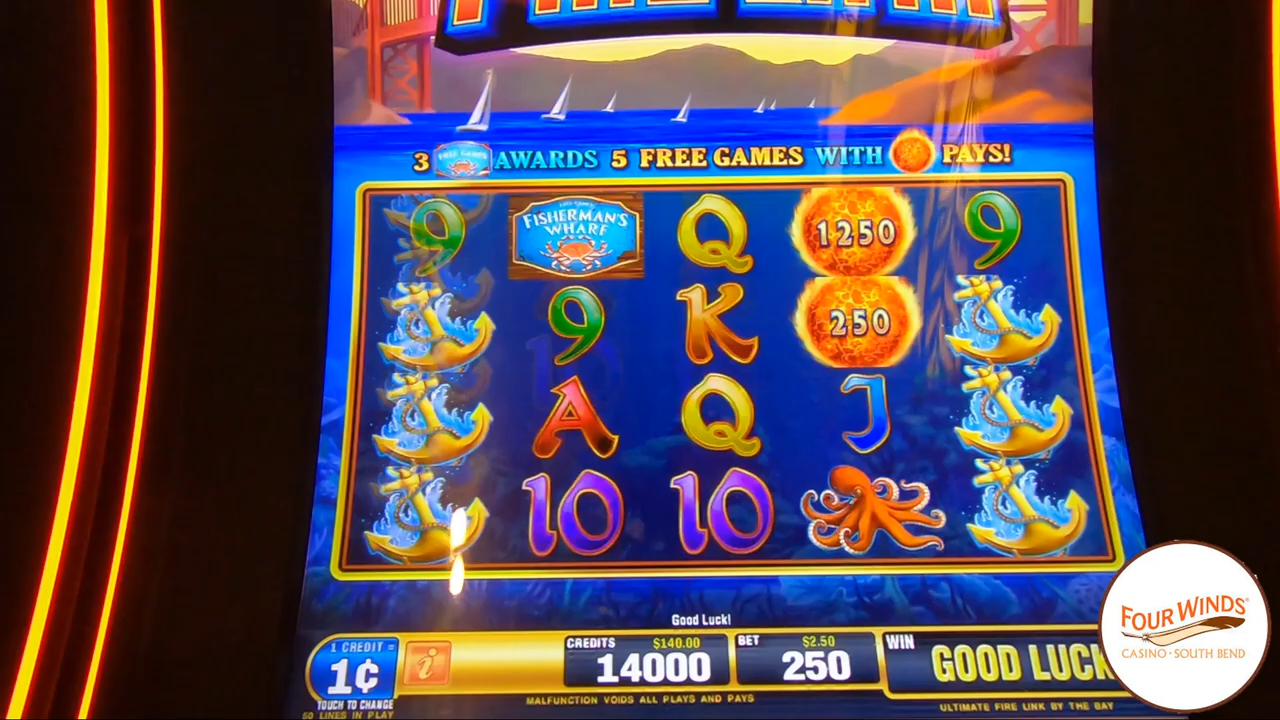 3 FREE GAMES AWARDS 5 FREE GAMES WITH PAYS!
9 FISHERMAN'S WHARF Q 1250 9
9 K 250
A Q J
10 10
Good Luck!
1 CREDIT =
1¢
TOUCH TO CHANGE
50 LINES IN PLAY
i
CREDITS $140.00
14000
BET $2.50
250
WIN
GOOD LUCK
MALFUNCTION VOIDS ALL PLAYS AND PAYS
ULTIMATE FIRE LINK BY THE BAY
FOUR WINDS®
CASINO • SOUTH BEND